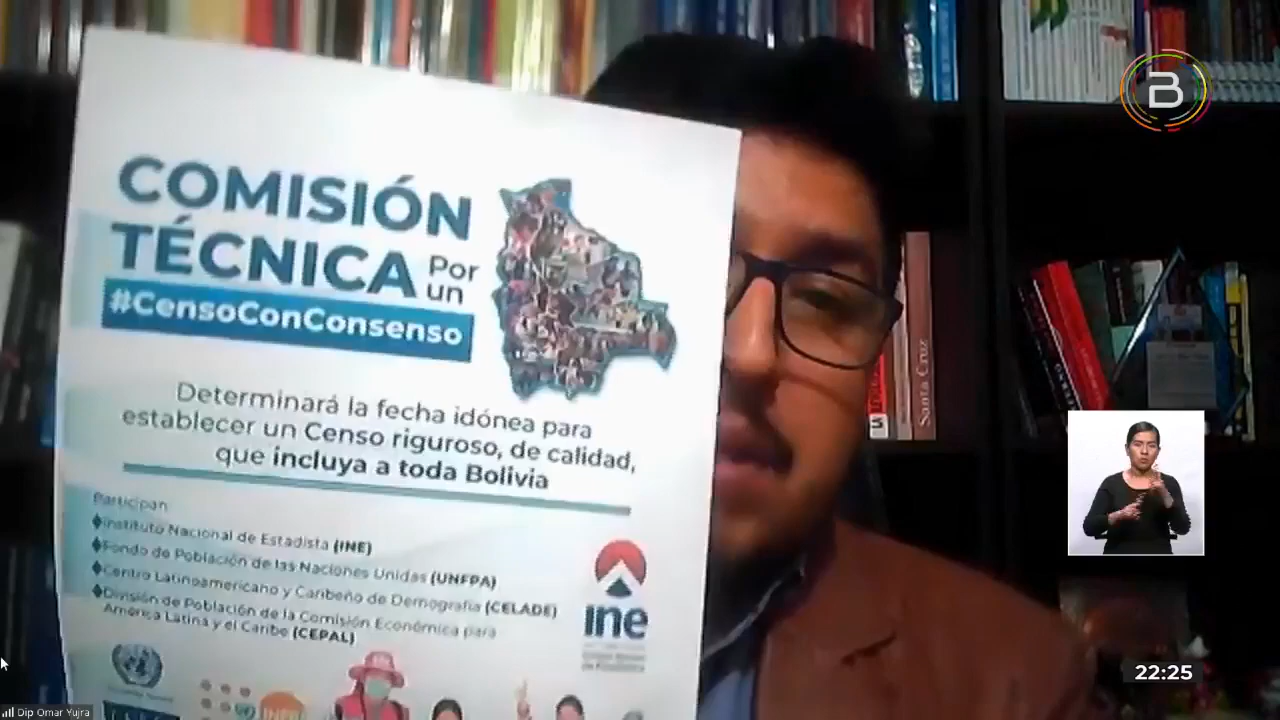 COMISIÓN
TÉCNICA Por un
#CensoConConsenso
Determinará la fecha idónea para
establecer un Censo riguroso, de calidad,
que incluya a toda Bolivia
Participan:
Instituto Nacional de Estadista (INE)
Fondo de Población de las Naciones Unidas (UNFPA)
Centro Latinoamericano y Caribeño de Demografía (CELADE)
División de Población de la Comisión Económica para
América Latina y el Caribe (CEPAL)
ine
B
Santa Cruz
22:25
Dip Omar Yujra